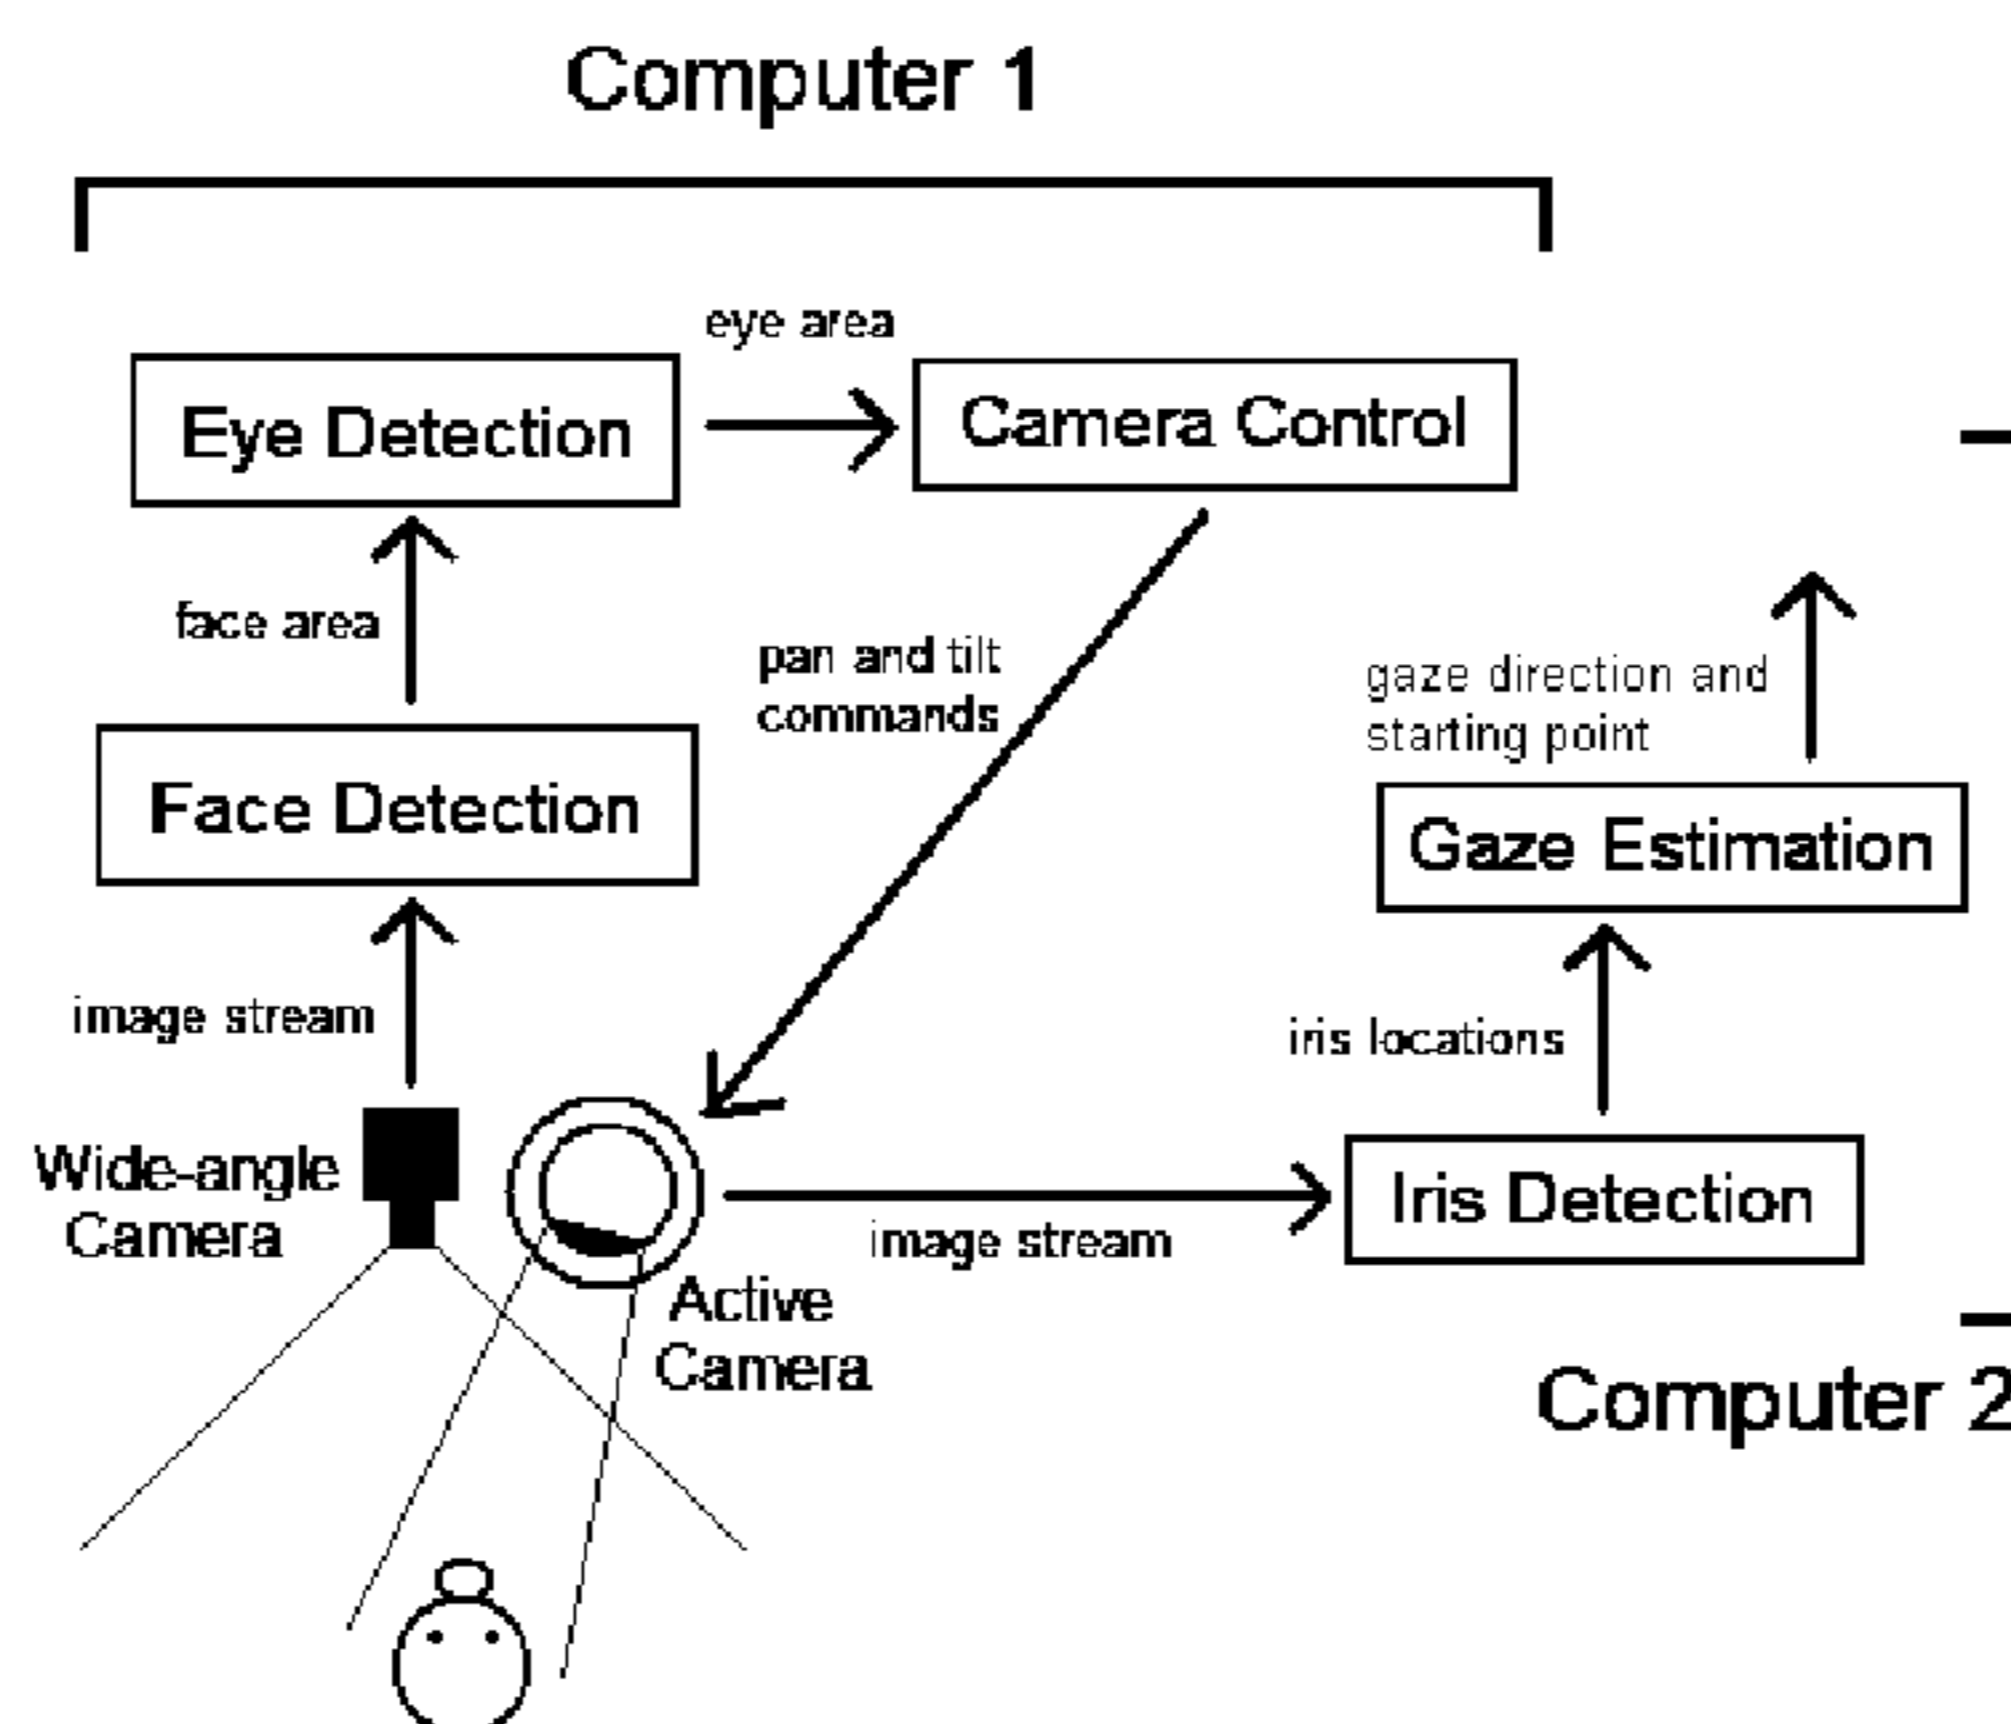 Computer 1
eye area
Eye Detection
Camera Control
face area
pan and tilt
commands
gaze direction and
starting point
Face Detection
Gaze Estimation
image stream
iris locations
Wide-angle
Camera
Iris Detection
image stream
Active
Camera
Computer 2